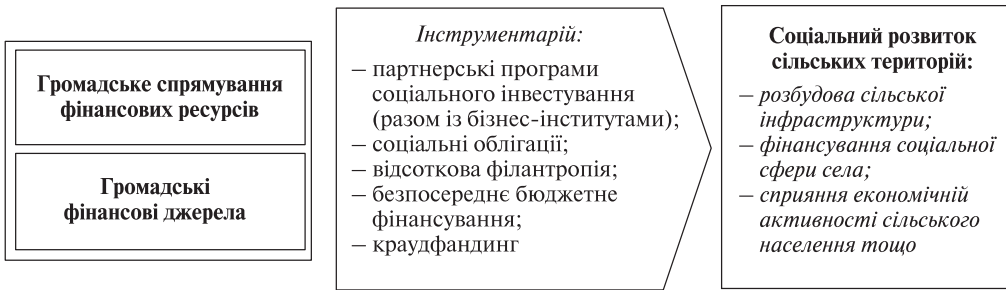 Громадське спрямування
фінансових ресурсів
Громадські
фінансові джерела
Інструментарій:
– партнерські програми
соціального інвестування
(разом із бізнес-інститутами);
– соціальні облігації;
– відсоткова філантропія;
– безпосереднє бюджетне
фінансування;
– краудфандинг
Соціальний розвиток
сільських територій:
– розбудова сільської
інфраструктури;
– фінансування соціальної
сфери села;
– сприяння економічній
активності сільського
населення тощо